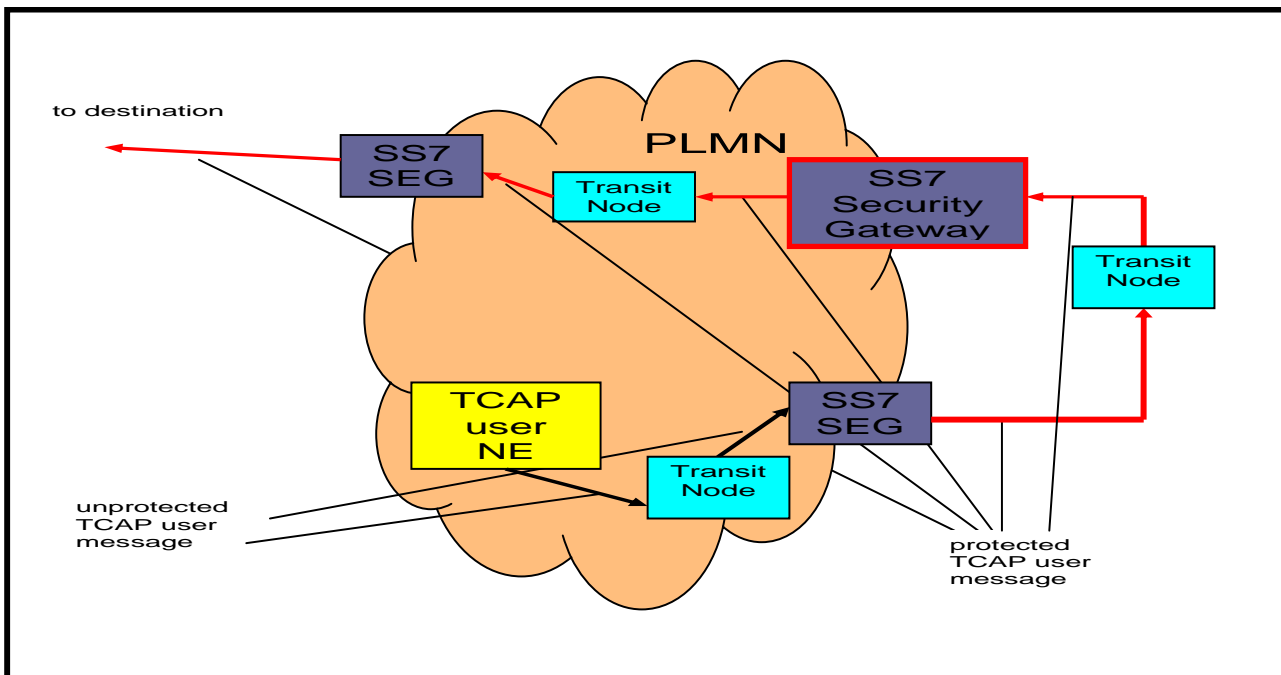 to destination
PLMN
SS7
SEG
Transit
Node
SS7
Security
Gateway
Transit
Node
TCAP
user
NE
SS7
SEG
Transit
Node
unprotected
TCAP user
message
protected
TCAP user
message